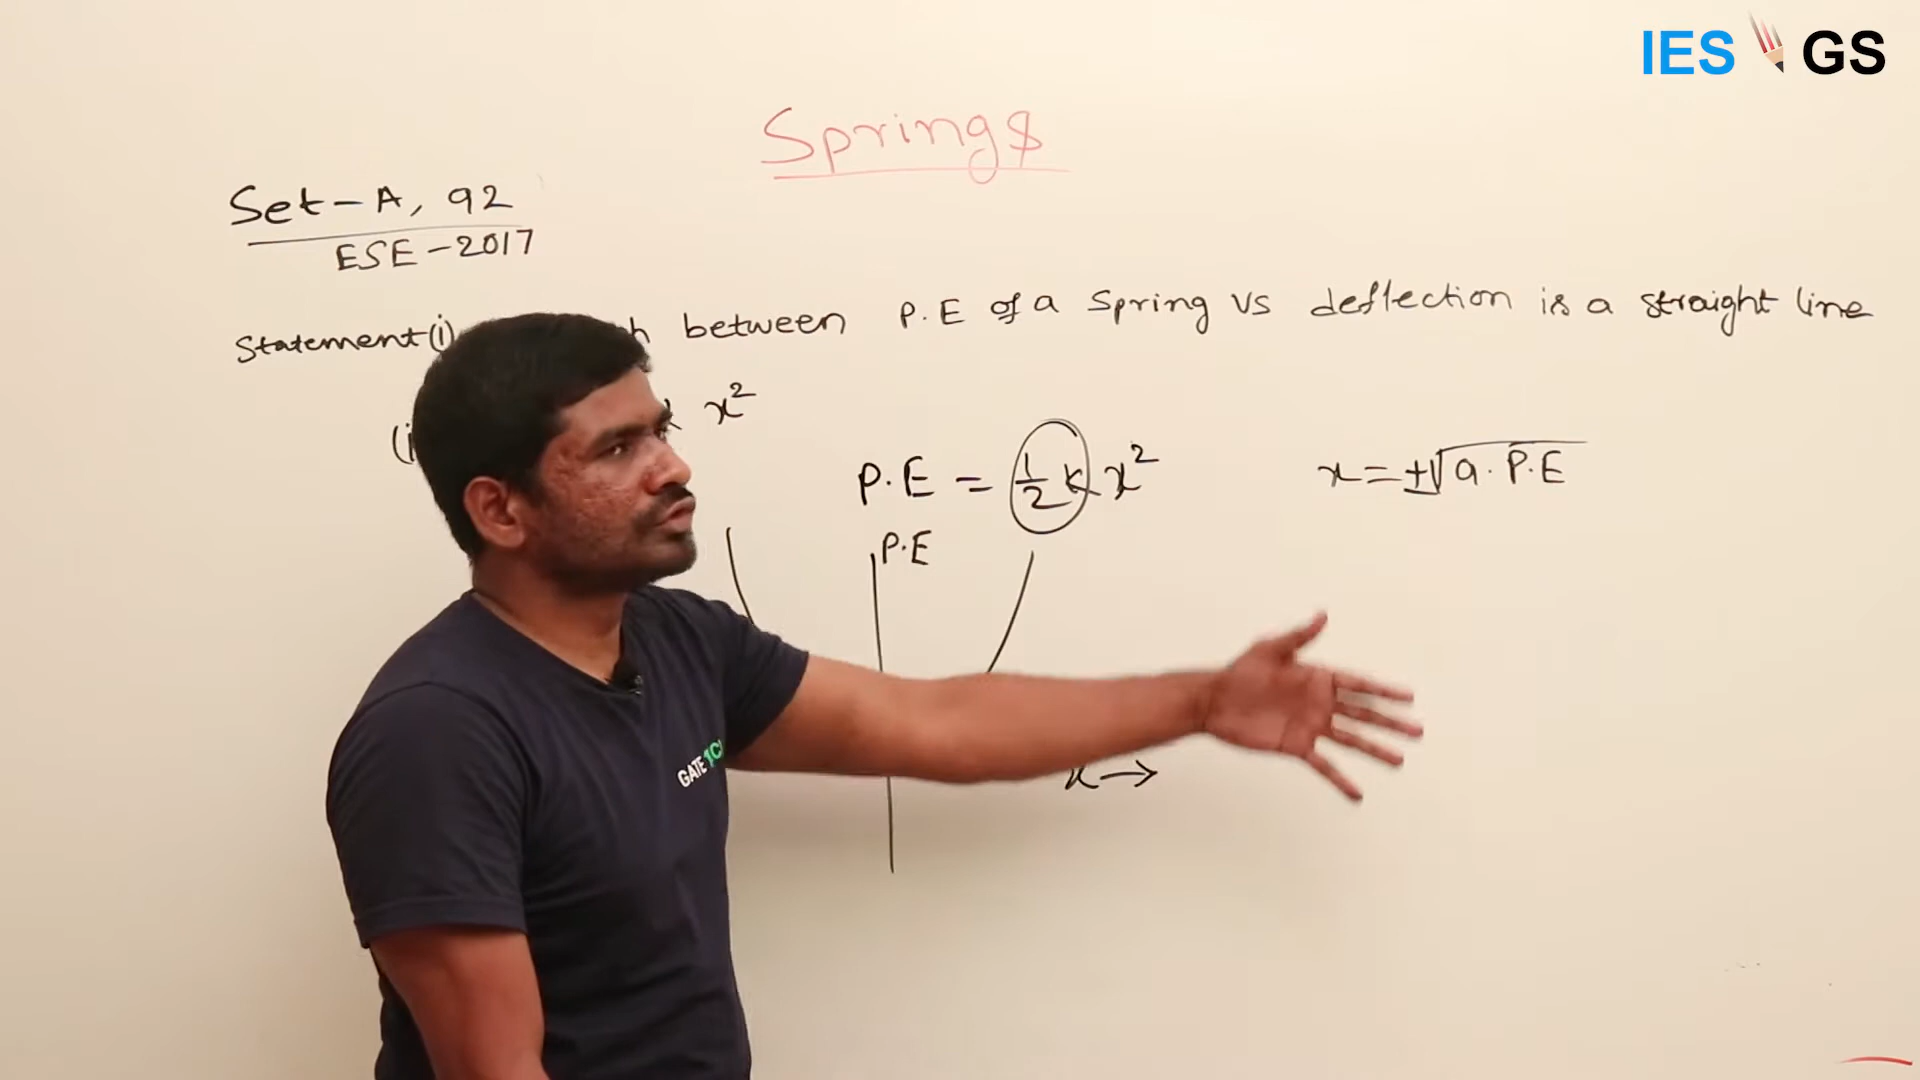 IES GS
Springs
Set-A, 92
ESE-2017
Statement(i) between P.E of a Spring vs deflection is a straight line
x²
P.E = ½ k x²
x = ±√a. P.E
P.E
x →
GATE